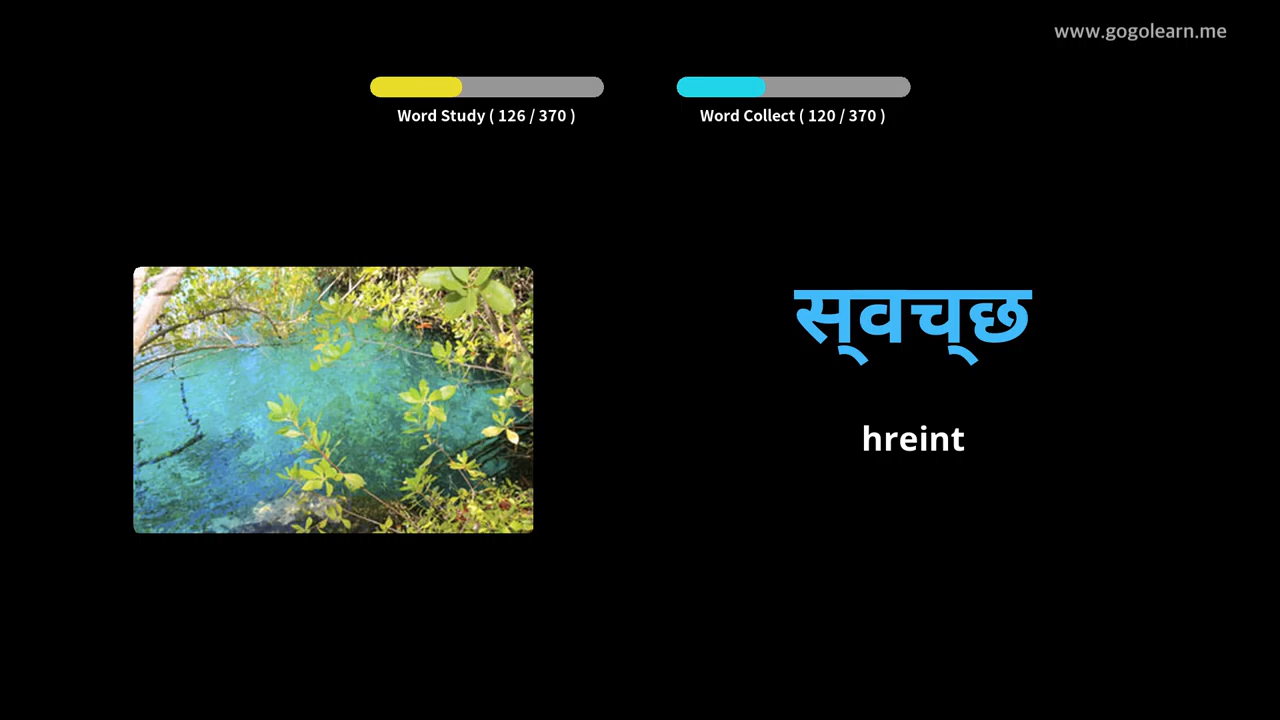 www.gogolearn.me
Word Study ( 126 / 370 )
Word Collect ( 120 / 370 )
स्वच्छ
hreint